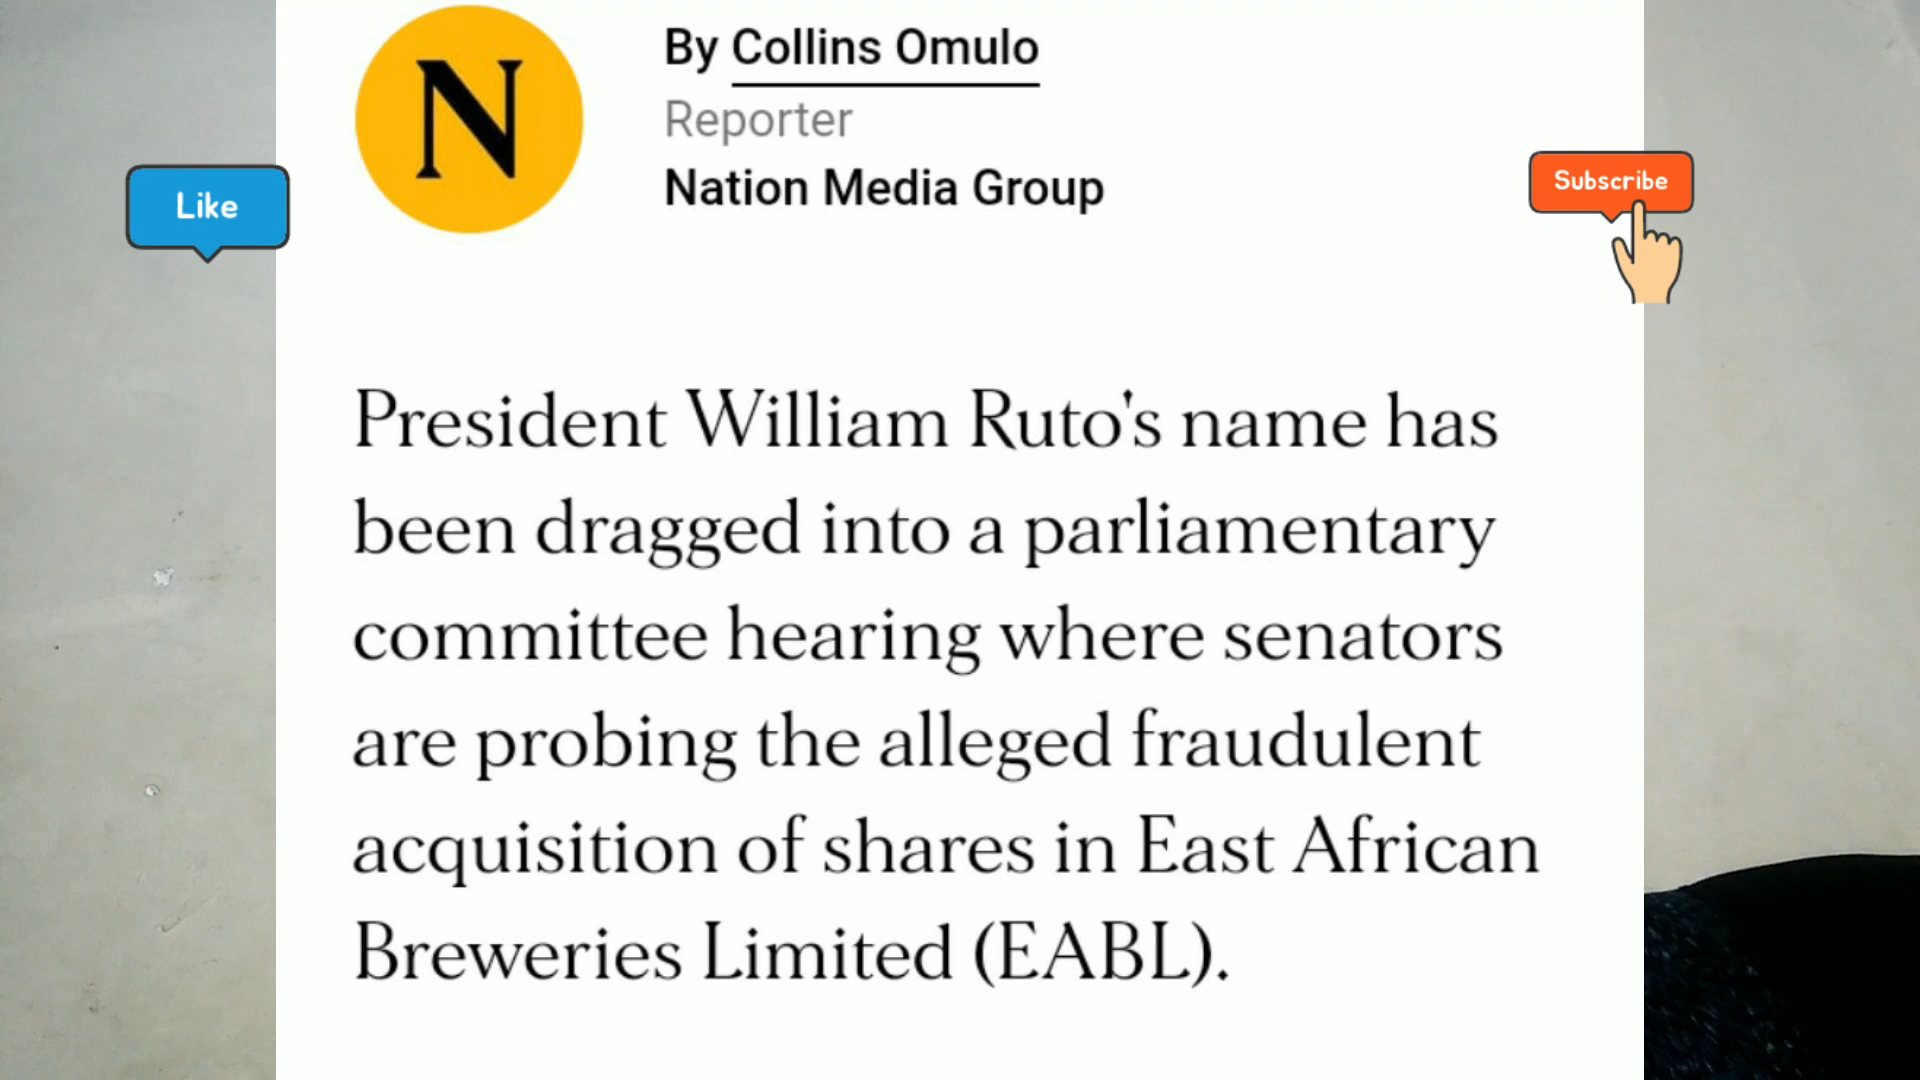 N
By Collins Omulo
Reporter
Nation Media Group
Like
Subscribe
President William Ruto's name has
been dragged into a parliamentary
committee hearing where senators
are probing the alleged fraudulent
acquisition of shares in East African
Breweries Limited (EABL).